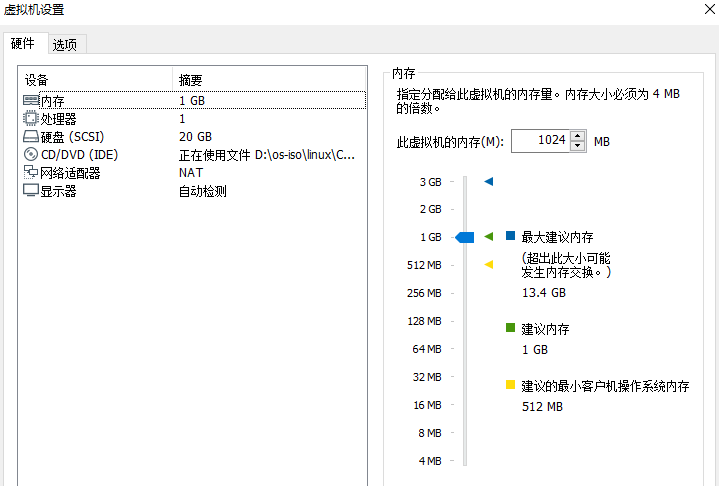 虚拟机设置
硬件
选项
设备 摘要
内存 1 GB
处理器 1
硬盘 (SCSI) 20 GB
CD/DVD (IDE) 正在使用文件 D:\os-iso\linux\C...
网络适配器 NAT
显示器 自动检测
内存
指定分配给此虚拟机的内存量。内存大小必须为 4 MB
的倍数。
此虚拟机的内存(M): 1024 MB
3 GB
2 GB
1 GB
512 MB
256 MB
128 MB
64 MB
32 MB
16 MB
8 MB
4 MB
最大建议内存
(超出此大小可能
发生内存交换。)
13.4 GB
建议内存
1 GB
建议的最小客户机操作系统内存
512 MB